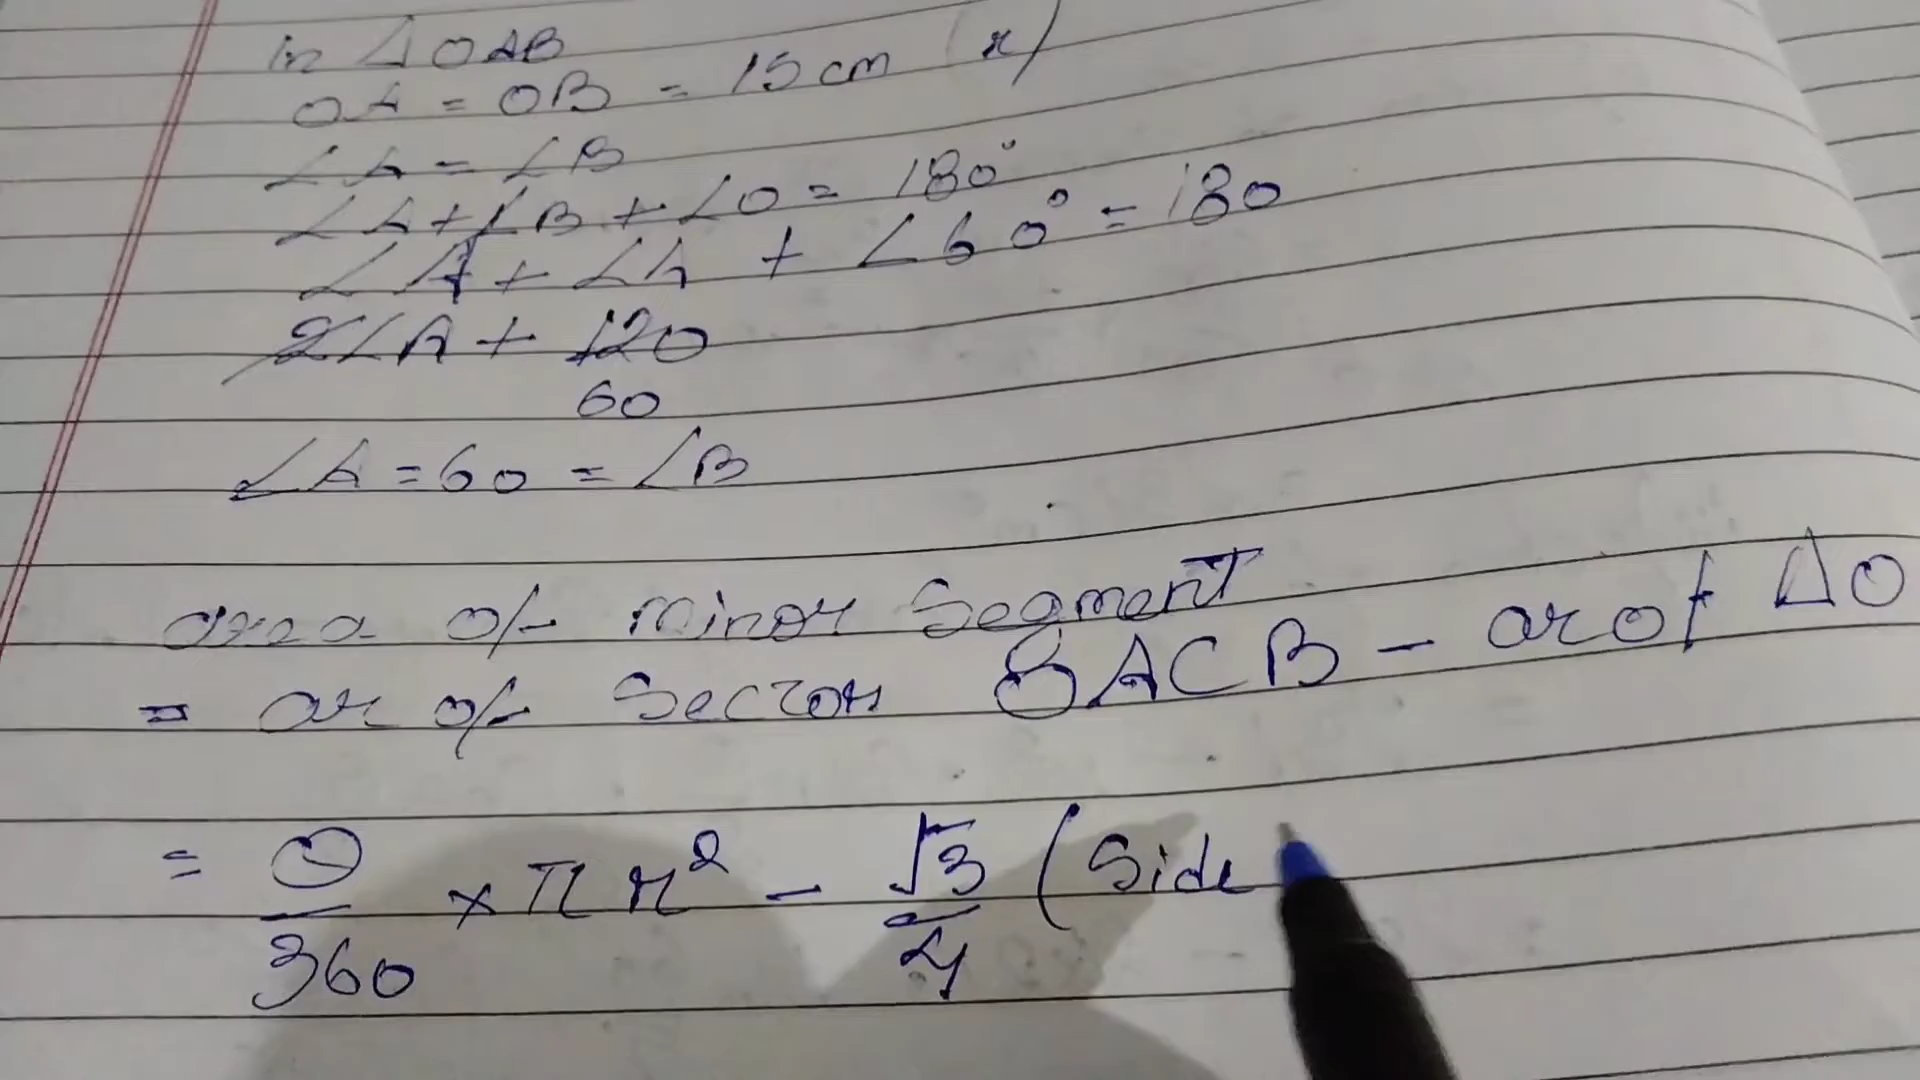 in △OAB
OA = OB = 15 cm (r)
∠A = ∠B
∠A + ∠B + ∠O = 180°
∠A + ∠A + ∠60° = 180
2∠A + 120
60
∠A = 60 = ∠B
area of minor segment
= ar of sector OACB - ar of △O
= θ/360 × πr² - √3/4 (Side